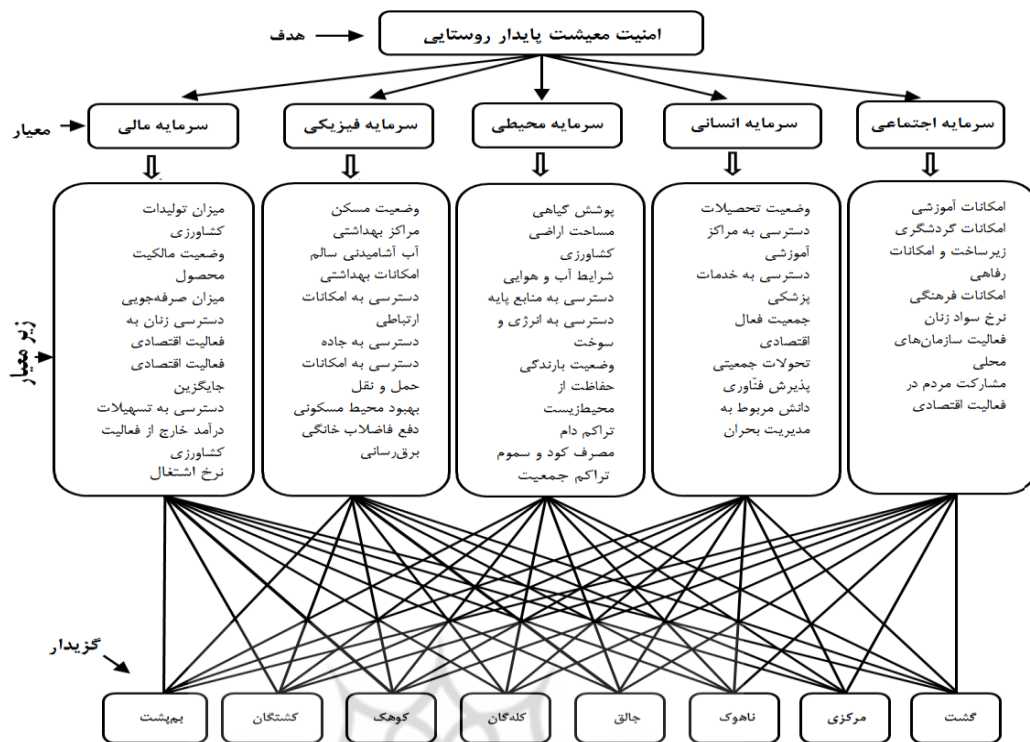 امنیت معیشت پایدار روستایی
هدف
معیار
سرمایه اجتماعی
سرمایه انسانی
سرمایه محیطی
سرمایه فیزیکی
سرمایه مالی
زیر معیار
امکانات آموزشی
امکانات گردشگری
زیرساخت و امکانات
رفاهی
امکانات فرهنگی
نرخ سواد زنان
فعالیت سازمان‌های
محلی
مشارکت مردم در
فعالیت اقتصادی
وضعیت تحصیلات
دسترسی به مراکز
آموزشی
دسترسی به خدمات
پزشکی
جمعیت فعال
اقتصادی
تحولات جمعیتی
پذیرش فنّاوری
دانش مربوط به
مدیریت بحران
پوشش گیاهی
مساحت اراضی
کشاورزی
شرایط آب و هوایی
دسترسی به منابع پایه
دسترسی به انرژی و
سوخت
وضعیت بارندگی
حفاظت از
محیط‌زیست
تراکم دام
مصرف کود و سموم
تراکم جمعیت
وضعیت مسکن
مراکز بهداشتی
آب آشامیدنی سالم
امکانات بهداشتی
دسترسی به امکانات
ارتباطی
دسترسی به جاده
دسترسی به امکانات
حمل و نقل
بهبود محیط مسکونی
دفع فاضلاب خانگی
برق‌رسانی
میزان تولیدات
کشاورزی
وضعیت مالکیت
محصول
میزان صرفه‌جویی
دسترسی زنان به
فعالیت اقتصادی
فعالیت اقتصادی
جایگزین
دسترسی به تسهیلات
درآمد خارج از فعالیت
کشاورزی
نرخ اشتغال
گزیدار
گشت
مرکزی
ناهوک
جالق
کله‌گان
کوهک
کشتگان
بم‌پشت